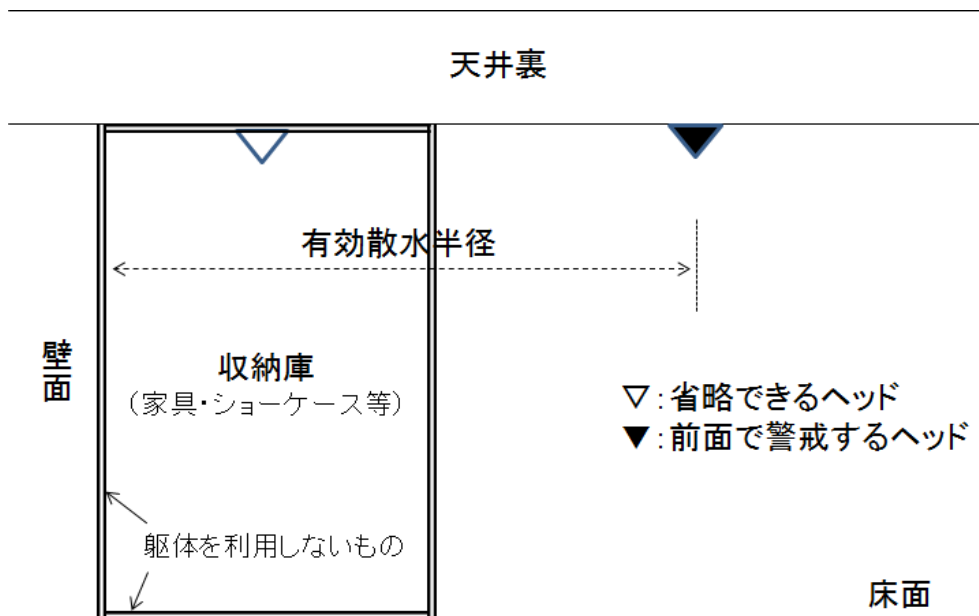 天井裏
有効散水半径
壁面
収納庫
（家具・ショーケース等）
▽：省略できるヘッド
▼：前面で警戒するヘッド
躯体を利用しないもの
床面